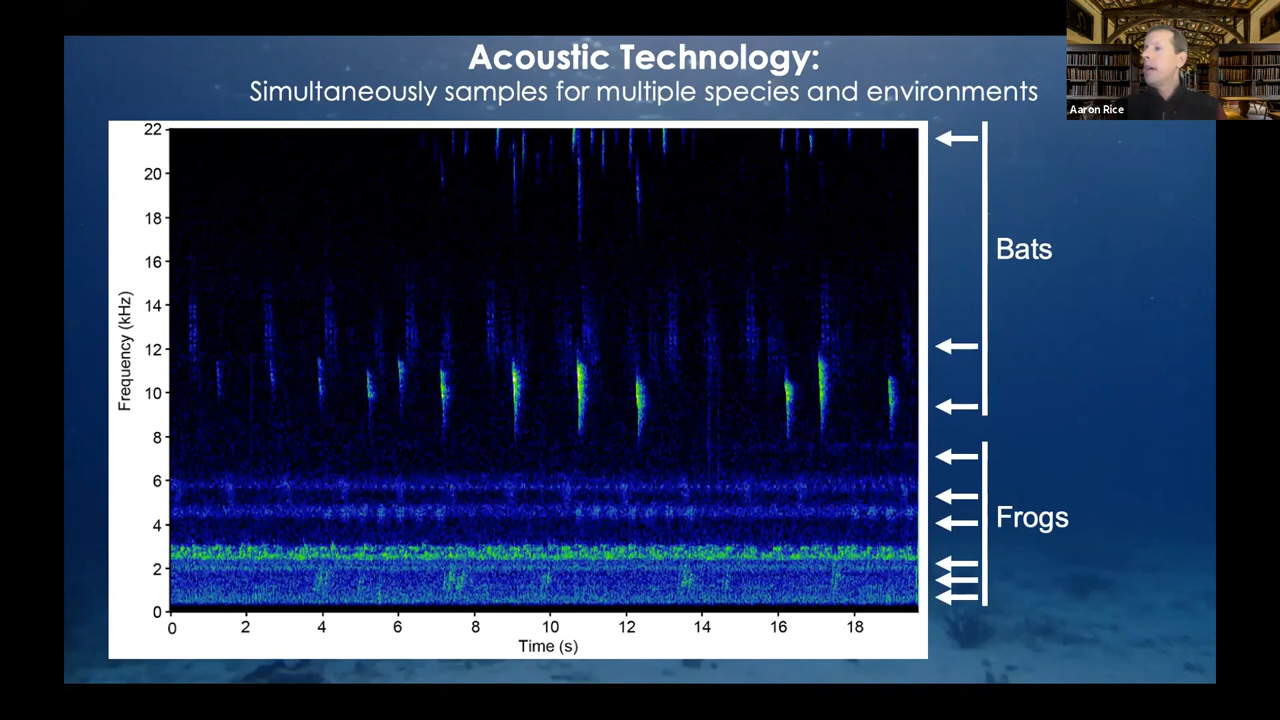 Acoustic Technology:
Simultaneously samples for multiple species and environments
Aaron Rice
22
20
18
16
14
12
10
8
6
4
2
0
Frequency (kHz)
0 2 4 6 8 10 12 14 16 18
Time (s)
Bats
Frogs